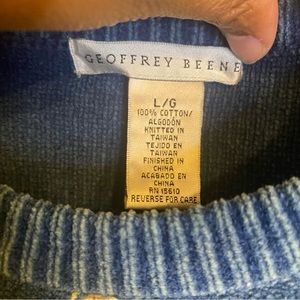 GEOFFREY BEENE
L/G
100% COTTON/
ALGODÓN
KNITTED IN
TAIWAN
TEJIDO EN
TAIWAN
FINISHED IN
CHINA
ACABADO EN
CHINA
RN 15610
REVERSE FOR CARE